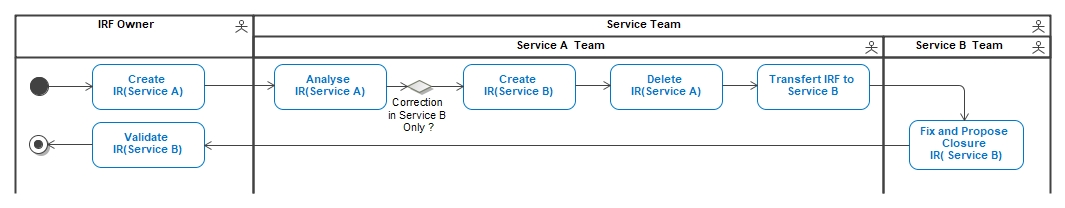 IRF Owner
Service Team
Service A  Team
Service B  Team
Create
IR(Service A)
Analyse
IR(Service A)
Correction
in Service B
Only ?
Create
IR(Service B)
Delete
IR(Service A)
Transfert IRF to
Service B
Validate
IR(Service B)
Fix and Propose
Closure
IR( Service B)